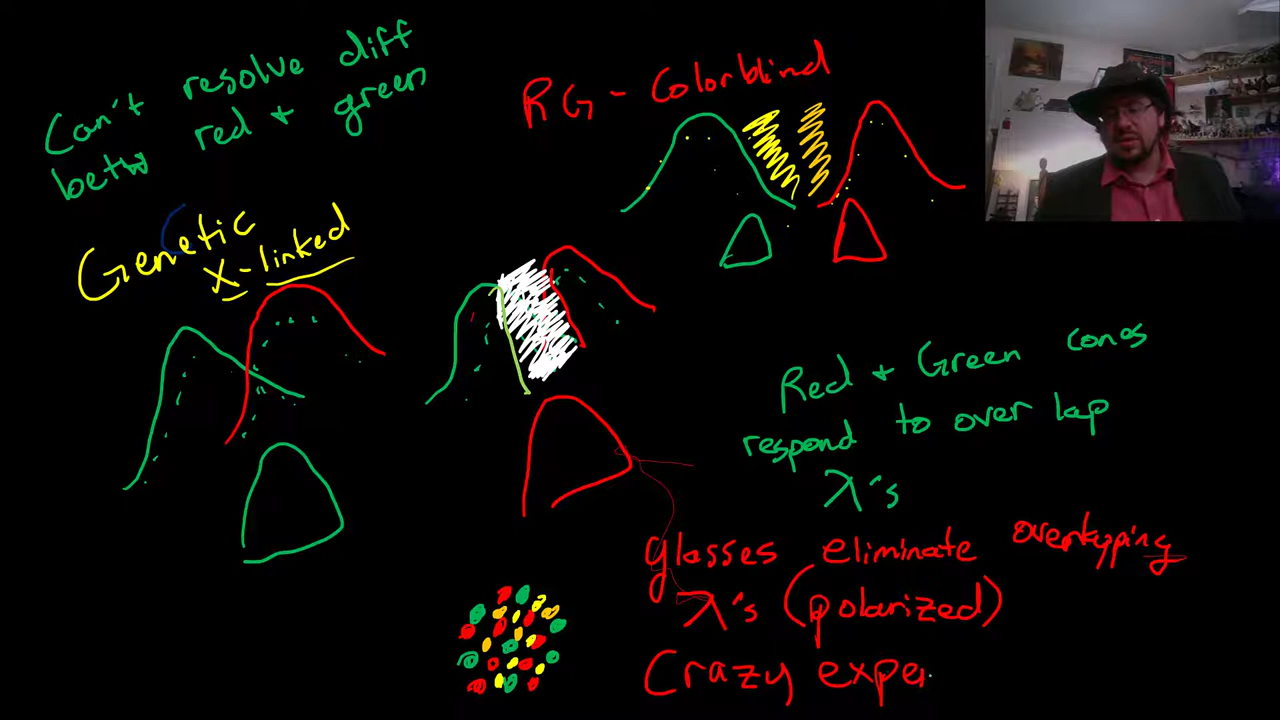 Can't resolve diff
betw red + green
RG - Colorblind
Genetic
X-linked
Red + Green cones
respond to over lap
λ's
glasses eliminate overlapping
λ's (polarized)
Crazy expe